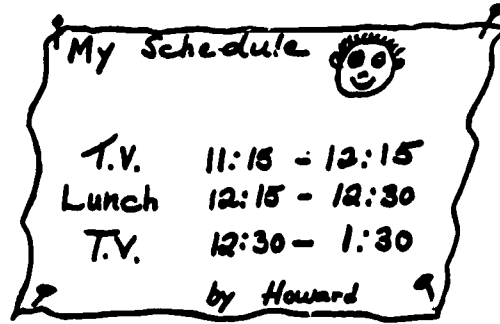 My Schedule
T.V. 11:15 - 12:15
Lunch 12:15 - 12:30
T.V. 12:30 - 1:30
by Howard